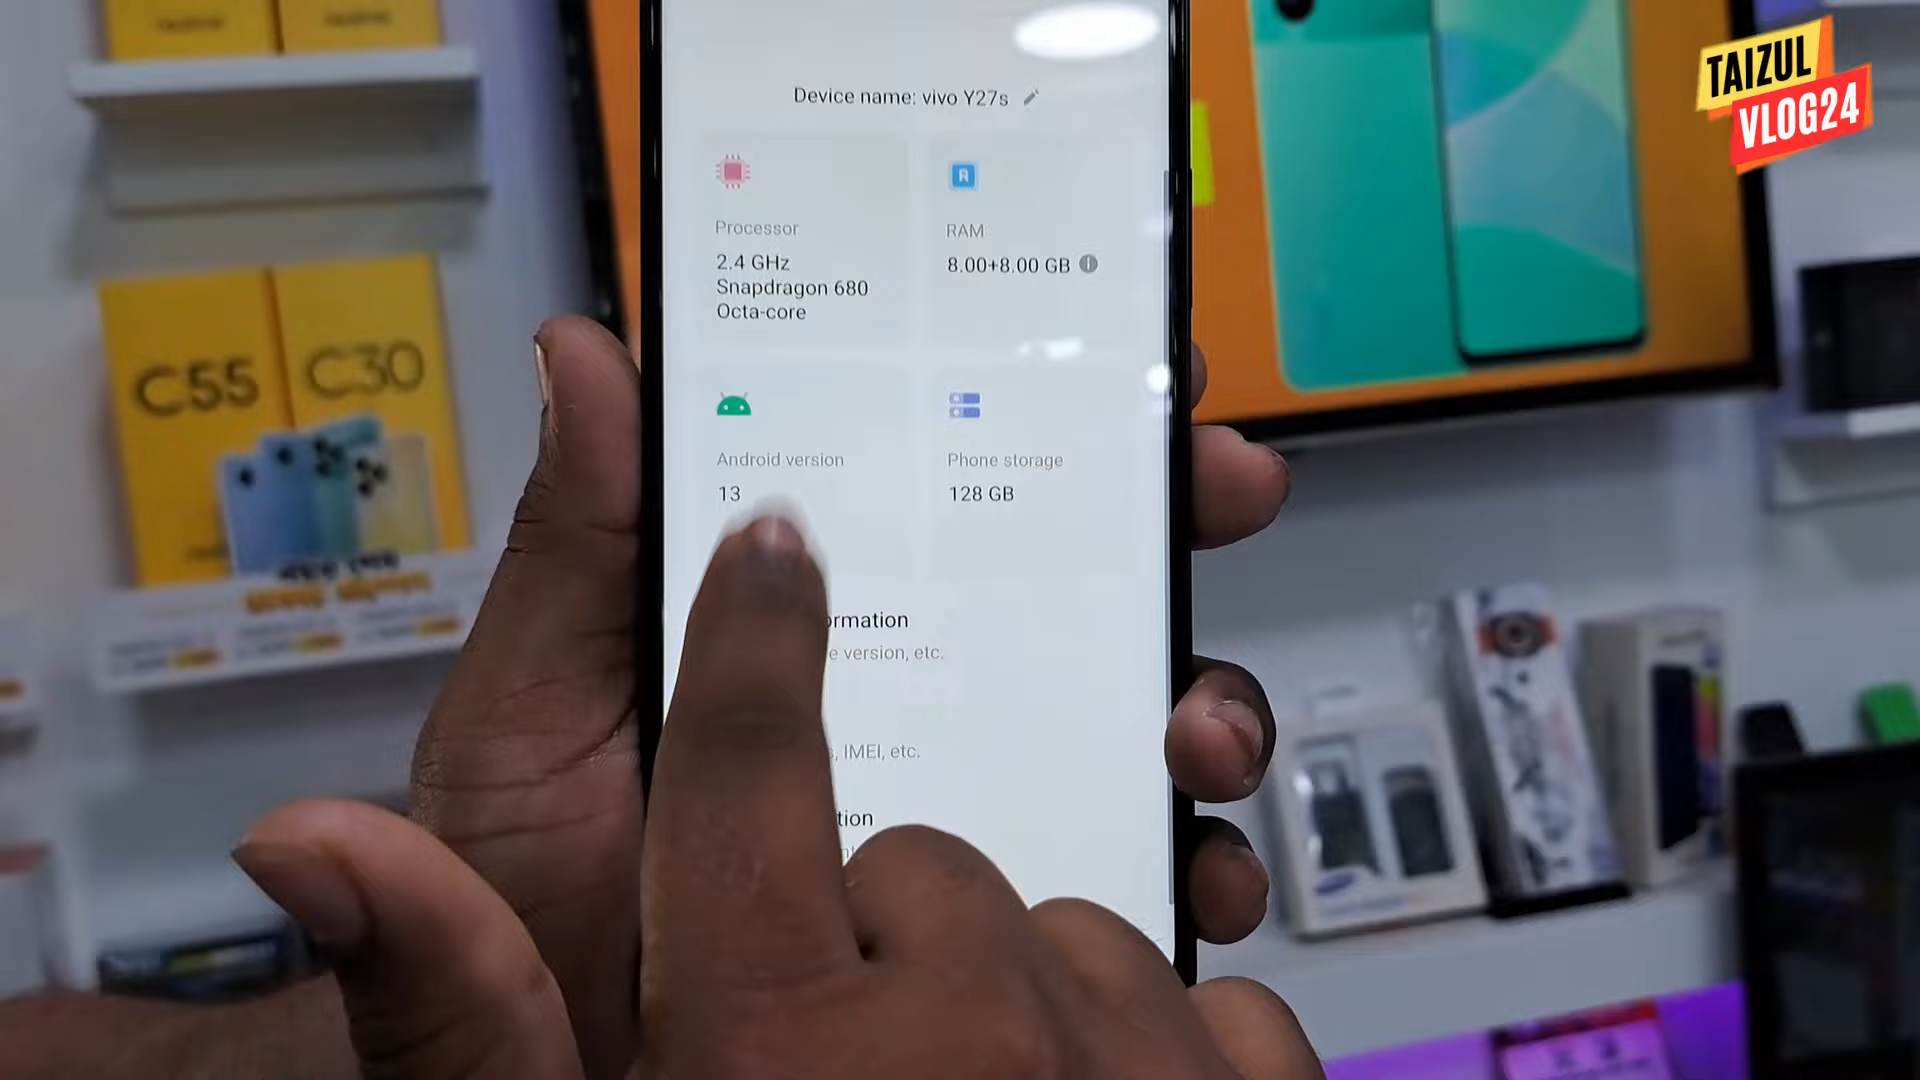 TAIZUL
VLOG24
Device name: vivo Y27s
Processor
2.4 GHz
Snapdragon 680
Octa-core
RAM
8.00+8.00 GB
Android version
13
Phone storage
128 GB
ormation
e version, etc.
, IMEI, etc.
tion
C55
C30